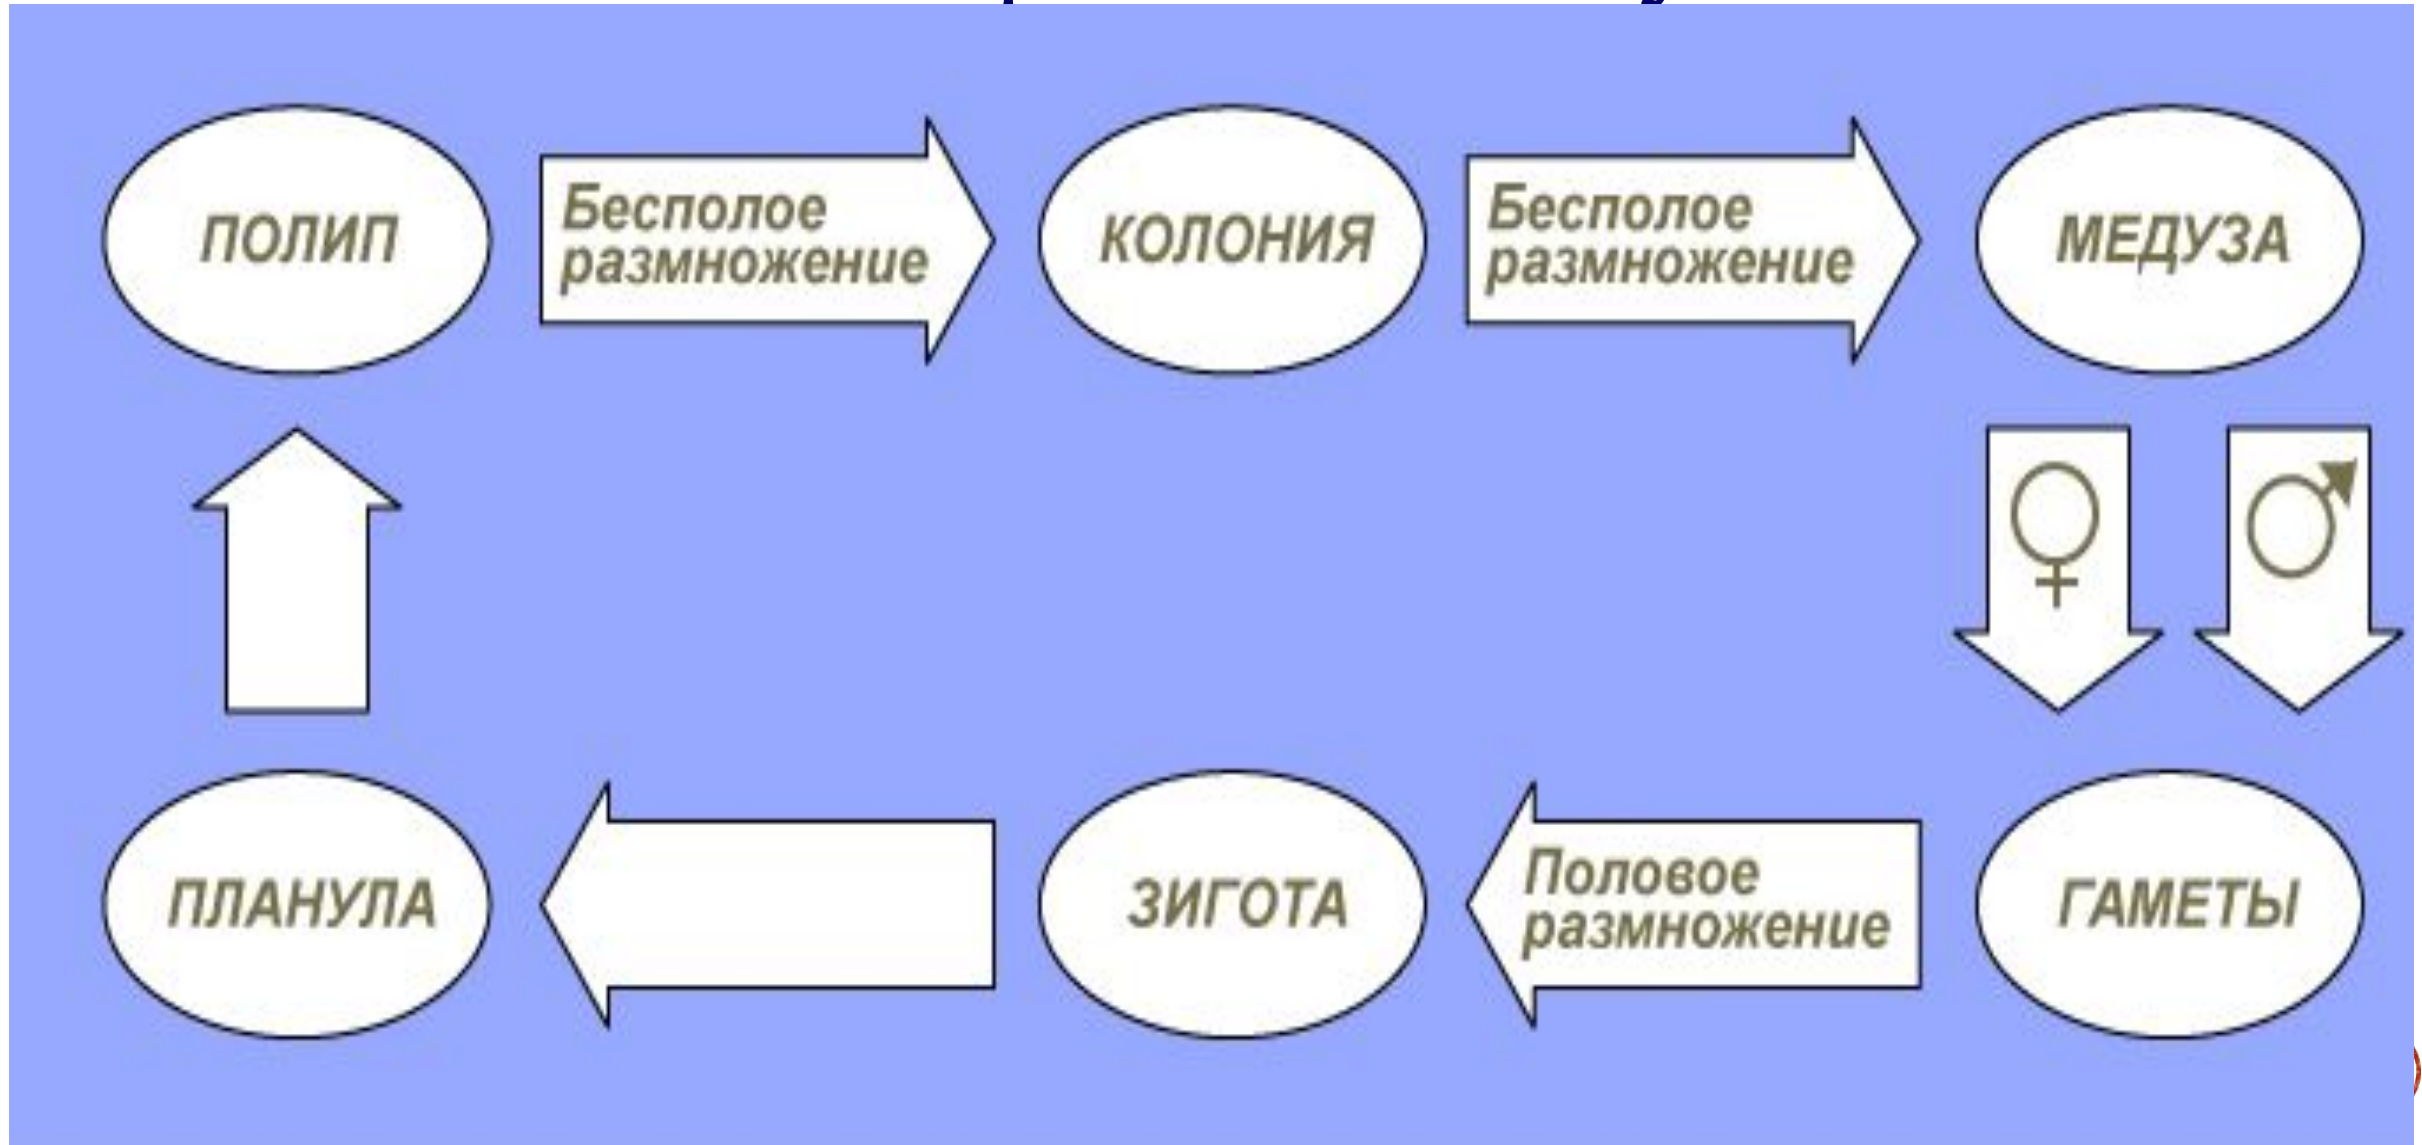 ПОЛИП
Бесполое
размножение
КОЛОНИЯ
Бесполое
размножение
МЕДУЗА
ПЛАНУЛА
ЗИГОТА
Половое
размножение
ГАМЕТЫ